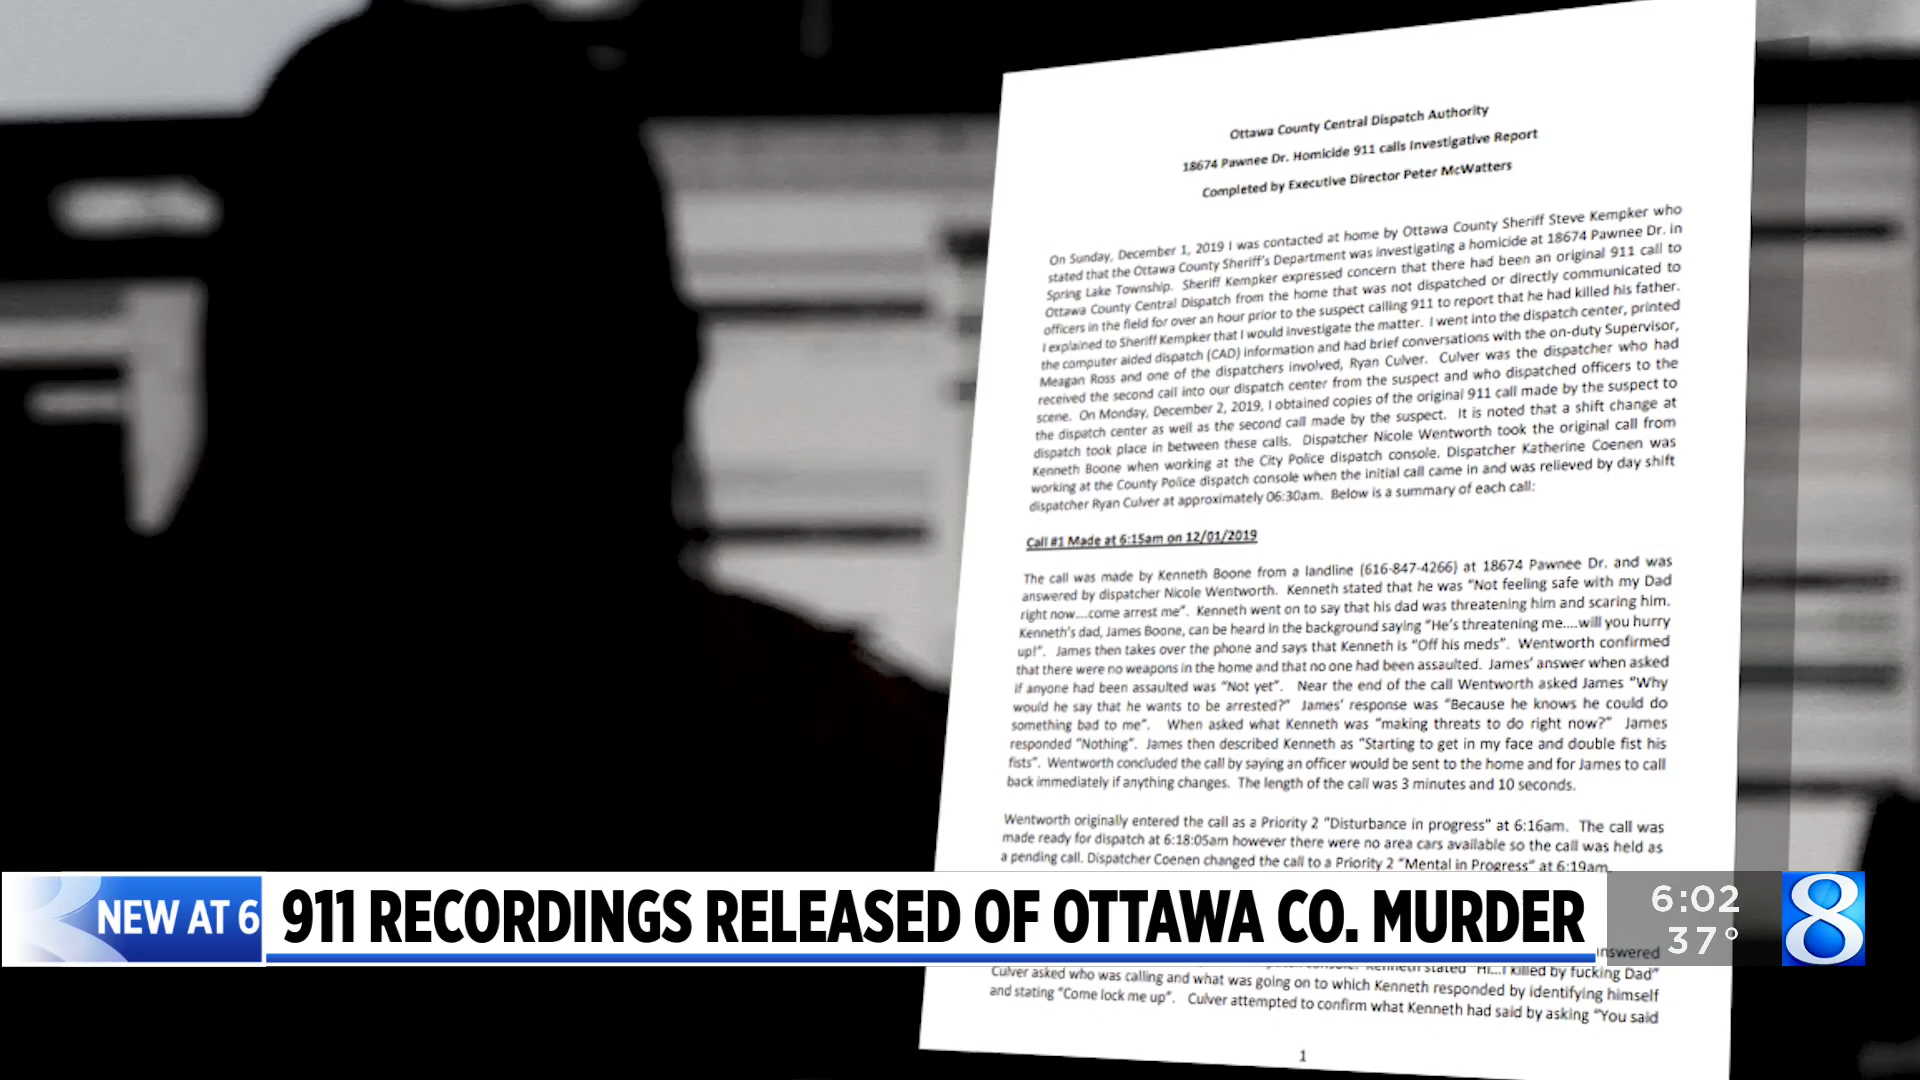 Ottawa County Central Dispatch Authority
18674 Pawnee Dr. Homicide 911 calls Investigative Report
Completed by Executive Director Peter McWatters
On Sunday, December 1, 2019 I was contacted at home by Ottawa County Sheriff Steve Kempker who
stated that the Ottawa County Sheriff's Department was investigating a homicide at 18674 Pawnee Dr. in
Spring Lake Township. Sheriff Kempker expressed concern that there had been an original 911 call to
Ottawa County Central Dispatch from the home that was not dispatched or directly communicated to
officers in the field for over an hour prior to the suspect calling 911 to report that he had killed his father.
I explained to Sheriff Kempker that I would investigate the matter. I went into the dispatch center, printed
the computer aided dispatch (CAD) information and had brief conversations with the on-duty Supervisor,
Meagan Ross and one of the dispatchers involved, Ryan Culver. Culver was the dispatcher who had
received the second call into our dispatch center from the suspect and who dispatched officers to the
scene. On Monday, December 2, 2019, I obtained copies of the original 911 call made by the suspect to
the dispatch center as well as the second call made by the suspect. It is noted that a shift change at
dispatch took place in between these calls. Dispatcher Nicole Wentworth took the original call from
Kenneth Boone when working at the City Police dispatch console. Dispatcher Katherine Coenen was
working at the County Police dispatch console when the initial call came in and was relieved by day shift
dispatcher Ryan Culver at approximately 06:30am. Below is a summary of each call:
Call #1 Made at 6:15am on 12/01/2019
The call was made by Kenneth Boone from a landline (616-847-4266) at 18674 Pawnee Dr. and was
answered by dispatcher Nicole Wentworth. Kenneth stated that he was "Not feeling safe with my Dad
right now....come arrest me". Kenneth went on to say that his dad was threatening him and scaring him.
Kenneth's dad, James Boone, can be heard in the background saying "He's threatening me....will you hurry
up!". James then takes over the phone and says that Kenneth is "Off his meds". Wentworth confirmed
that there were no weapons in the home and that no one had been assaulted. James' answer when asked
if anyone had been assaulted was "Not yet". Near the end of the call Wentworth asked James "Why
would he say that he wants to be arrested?" James' response was "Because he knows he could do
something bad to me". When asked what Kenneth was "making threats to do right now?" James
responded "Nothing". James then described Kenneth as "Starting to get in my face and double fist his
fists". Wentworth concluded the call by saying an officer would be sent to the home and for James to call
back immediately if anything changes. The length of the call was 3 minutes and 10 seconds.
Wentworth originally entered the call as a Priority 2 "Disturbance in progress" at 6:16am. The call was
made ready for dispatch at 6:18:05am however there were no area cars available so the call was held as
a pending call. Dispatcher Coenen changed the call to a Priority 2 "Mental in Progress" at 6:19am.
NEW AT 6
911 RECORDINGS RELEASED OF OTTAWA CO. MURDER
6:02
37°
8
Kenneth stated "Hi...I killed by fucking Dad"
Culver asked who was calling and what was going on to which Kenneth responded by identifying himself
and stating "Come lock me up". Culver attempted to confirm what Kenneth had said by asking "You said
1